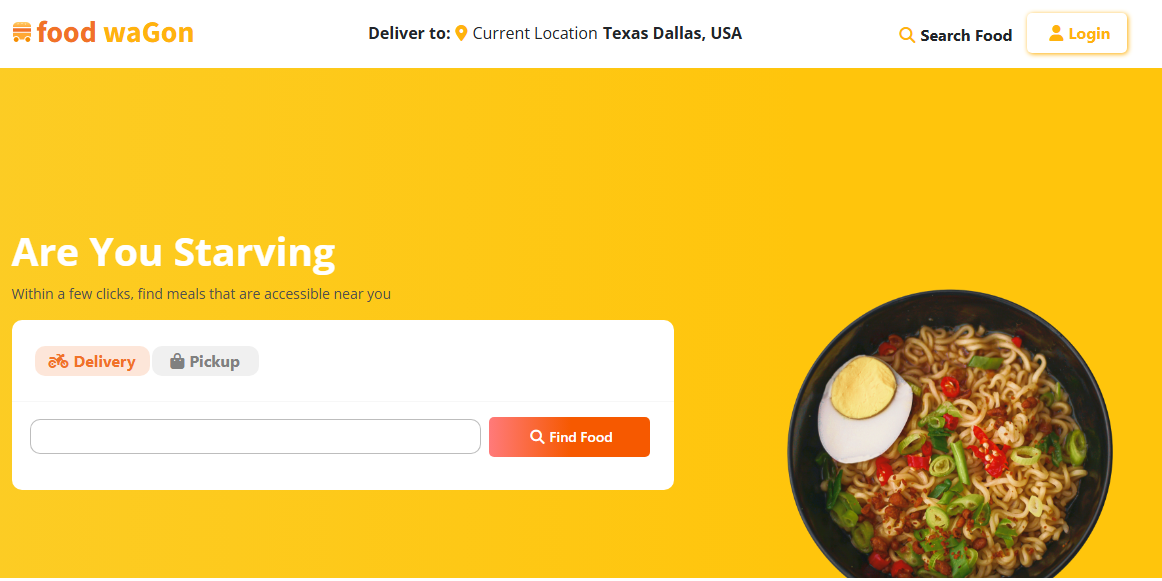 food waGon
Deliver to: Current Location Texas Dallas, USA
Search Food
Login
Are You Starving
Within a few clicks, find meals that are accessible near you
Delivery
Pickup
Find Food